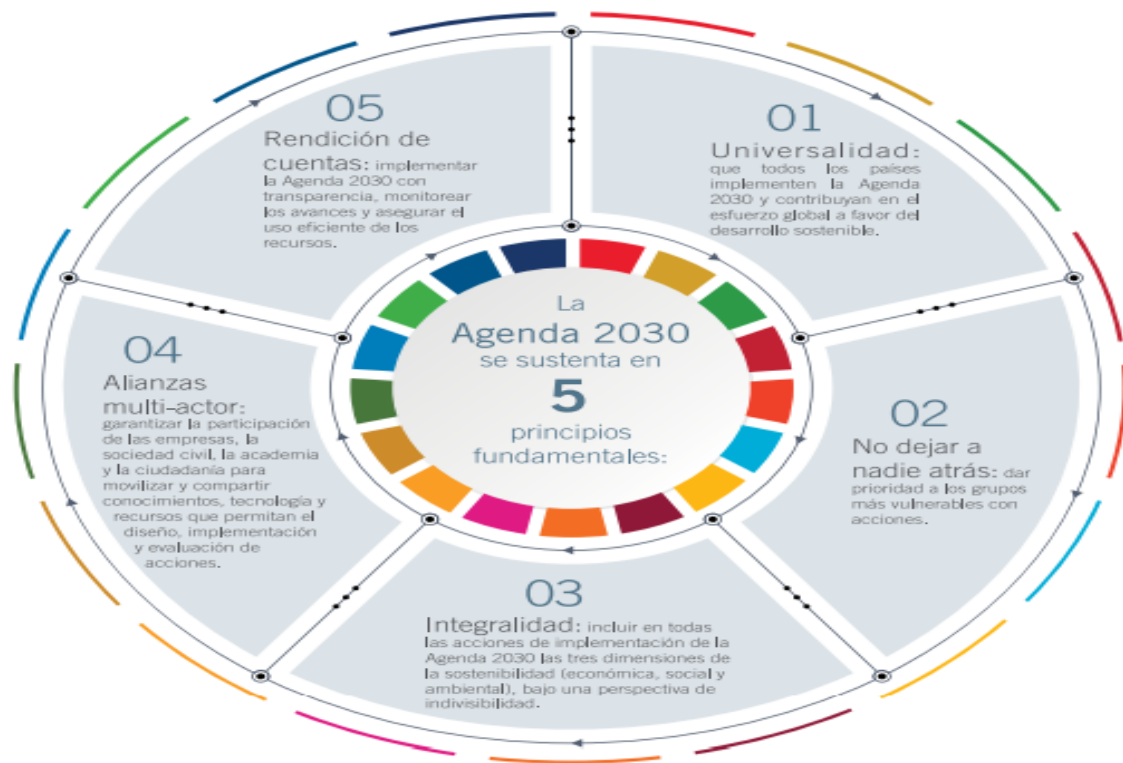 La
Agenda 2030
se sustenta en
5
principios
fundamentales:
01
Universalidad:
que todos los países
implementen la Agenda
2030 y contribuyan en el
esfuerzo global a favor del
desarrollo sostenible.
02
No dejar a
nadie atrás: dar
prioridad a los grupos
más vulnerables con
acciones.
03
Integralidad: incluir en todas
las acciones de implementación de la
Agenda 2030 las tres dimensiones de
la sostenibilidad (económica, social y
ambiental), bajo una perspectiva de
indivisibilidad.
04
Alianzas
multi-actor:
garantizar la participación
de las empresas, la
sociedad civil, la academia
y la ciudadanía para
movilizar y compartir
conocimientos, tecnología y
recursos que permitan el
diseño, implementación
y evaluación de
acciones.
05
Rendición de
cuentas: implementar
la Agenda 2030 con
transparencia, monitorear
los avances y asegurar el
uso eficiente de los
recursos.